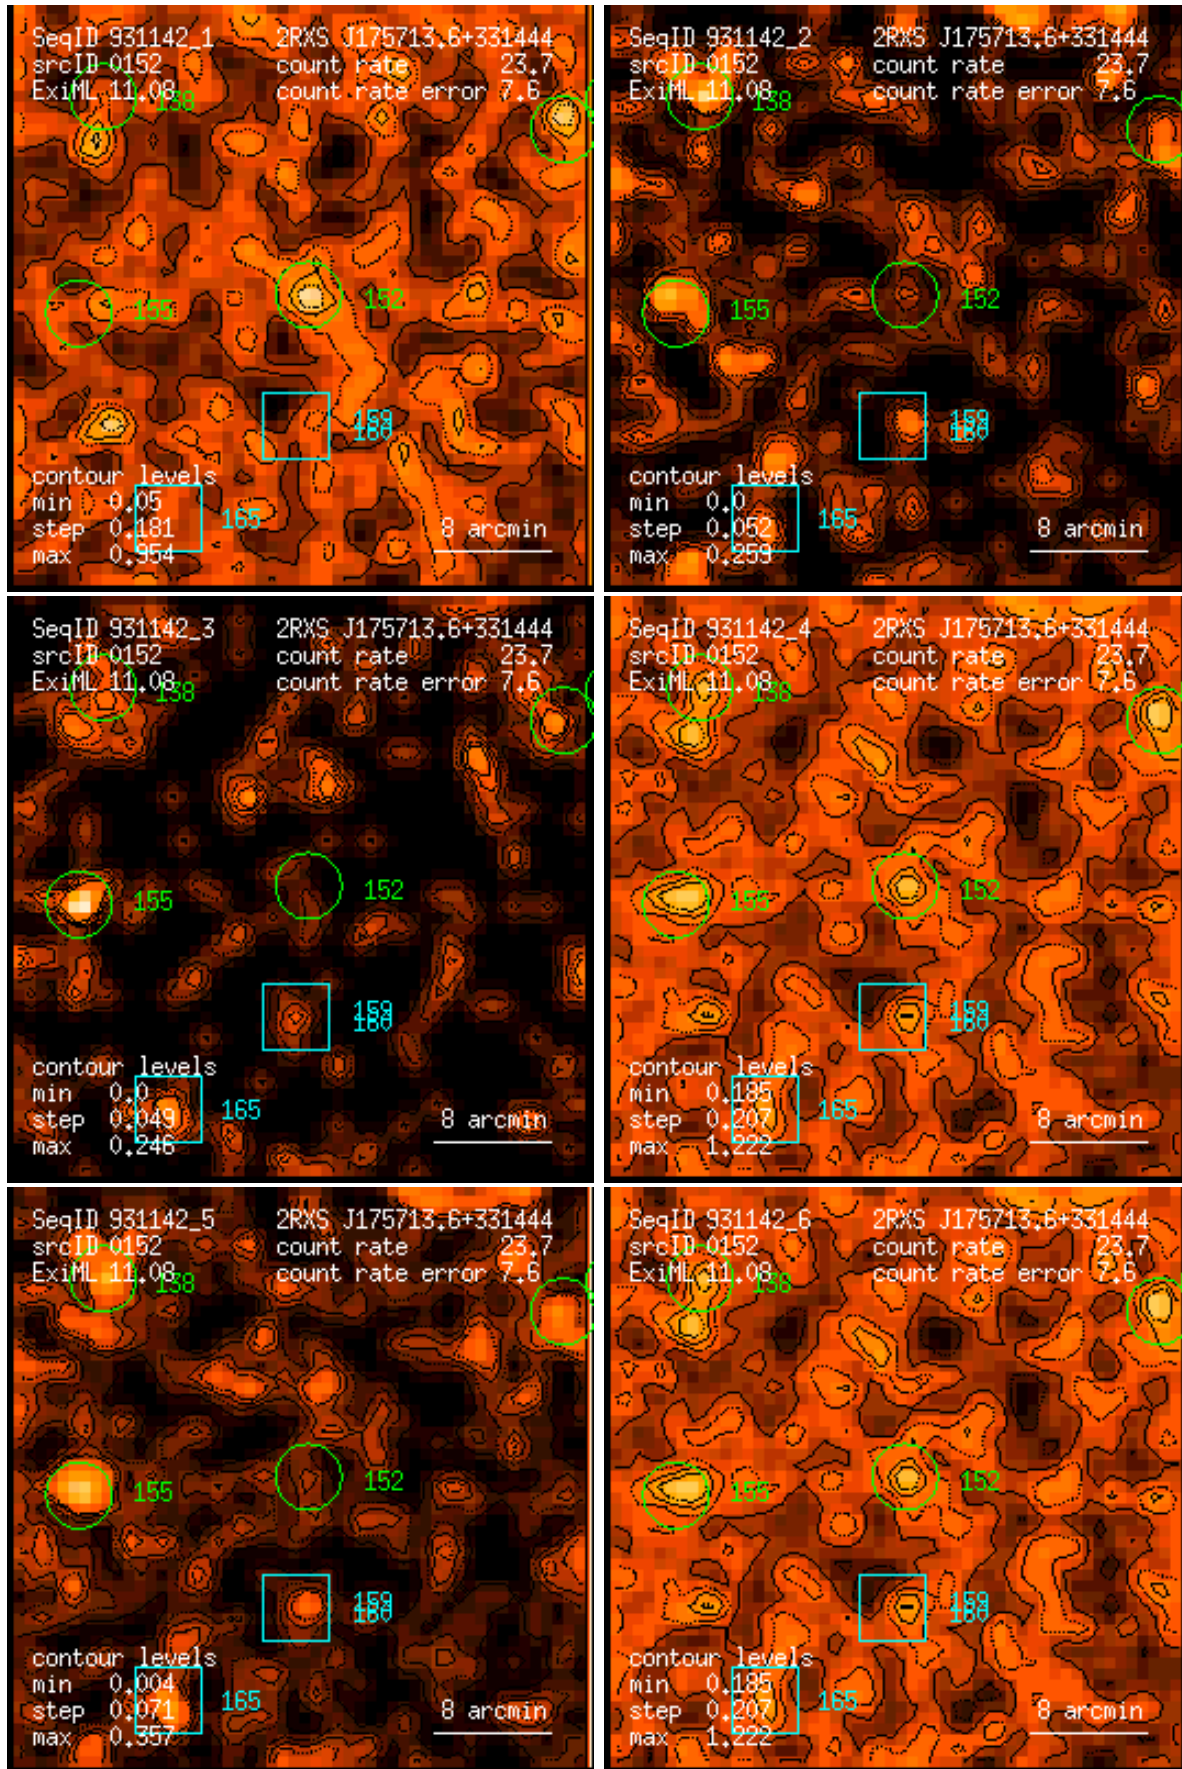 SeqID 931142_1 2RXS J175713.6+331444
srcID 0152 count rate 23.7
ExiML 11.08 count rate error 7.6
138
155
152
159
160
contour levels
min 0.05
step 0.181
max 0.954
165
8 arcmin
SeqID 931142_2 2RXS J175713.6+331444
srcID 0152 count rate 23.7
ExiML 11.08 count rate error 7.6
138
155
152
159
160
contour levels
min 0.0
step 0.052
max 0.259
165
8 arcmin
SeqID 931142_3 2RXS J175713.6+331444
srcID 0152 count rate 23.7
ExiML 11.08 count rate error 7.6
138
155
152
159
160
contour levels
min 0.0
step 0.049
max 0.246
165
8 arcmin
SeqID 931142_4 2RXS J175713.6+331444
srcID 0152 count rate 23.7
ExiML 11.08 count rate error 7.6
138
155
152
159
160
contour levels
min 0.185
step 0.207
max 1.222
165
8 arcmin
SeqID 931142_5 2RXS J175713.6+331444
srcID 0152 count rate 23.7
ExiML 11.08 count rate error 7.6
138
155
152
159
160
contour levels
min 0.004
step 0.071
max 0.357
165
8 arcmin
SeqID 931142_6 2RXS J175713.6+331444
srcID 0152 count rate 23.7
ExiML 11.08 count rate error 7.6
138
155
152
159
160
contour levels
min 0.185
step 0.207
max 1.222
165
8 arcmin